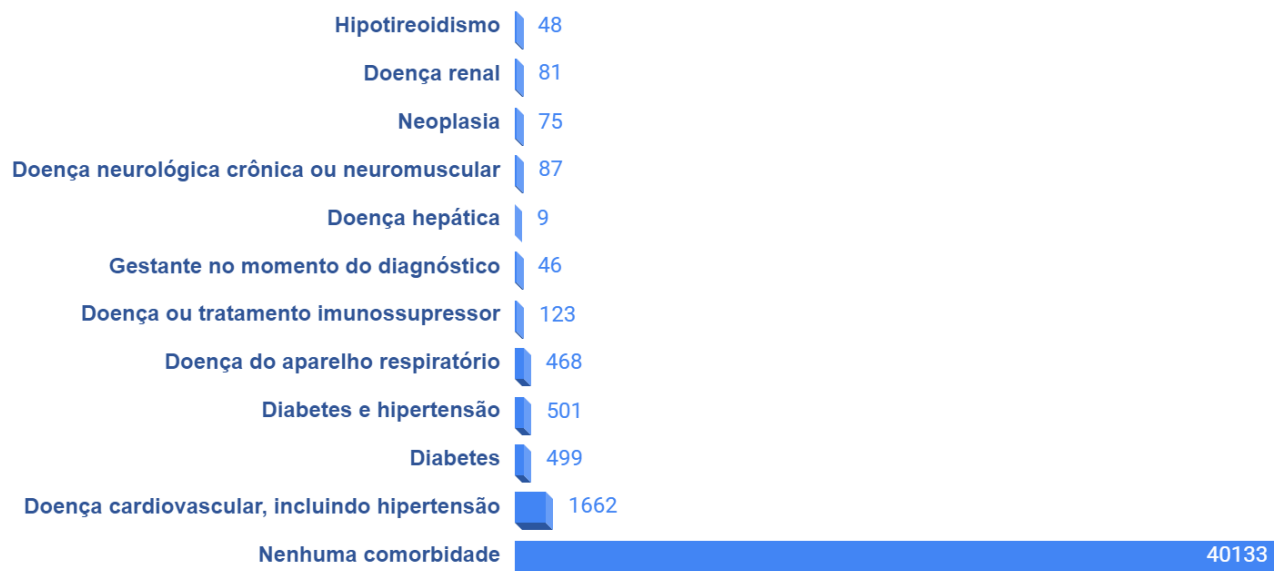 Hipotireoidismo 48
Doença renal 81
Neoplasia 75
Doença neurológica crônica ou neuromuscular 87
Doença hepática 9
Gestante no momento do diagnóstico 46
Doença ou tratamento imunossupressor 123
Doença do aparelho respiratório 468
Diabetes e hipertensão 501
Diabetes 499
Doença cardiovascular, incluindo hipertensão 1662
Nenhuma comorbidade 40133